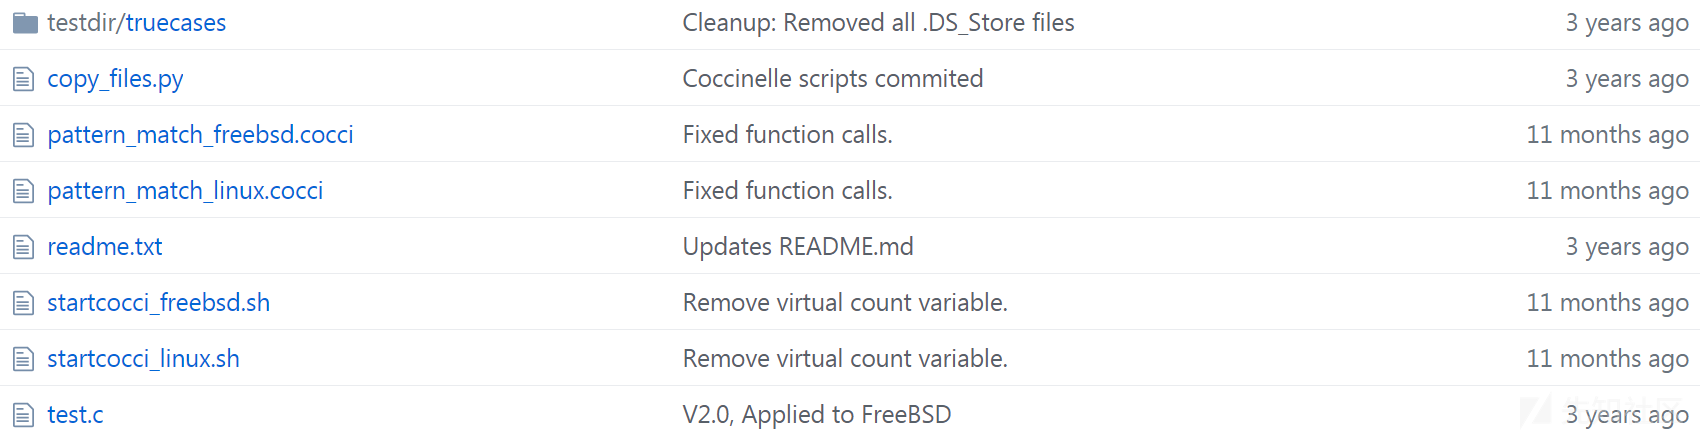 testdir/truecases Cleanup: Removed all .DS_Store files 3 years ago
copy_files.py Coccinelle scripts commited 3 years ago
pattern_match_freebsd.cocci Fixed function calls. 11 months ago
pattern_match_linux.cocci Fixed function calls. 11 months ago
readme.txt Updates README.md 3 years ago
startcocci_freebsd.sh Remove virtual count variable. 11 months ago
startcocci_linux.sh Remove virtual count variable. 11 months ago
test.c V2.0, Applied to FreeBSD 3 years ago